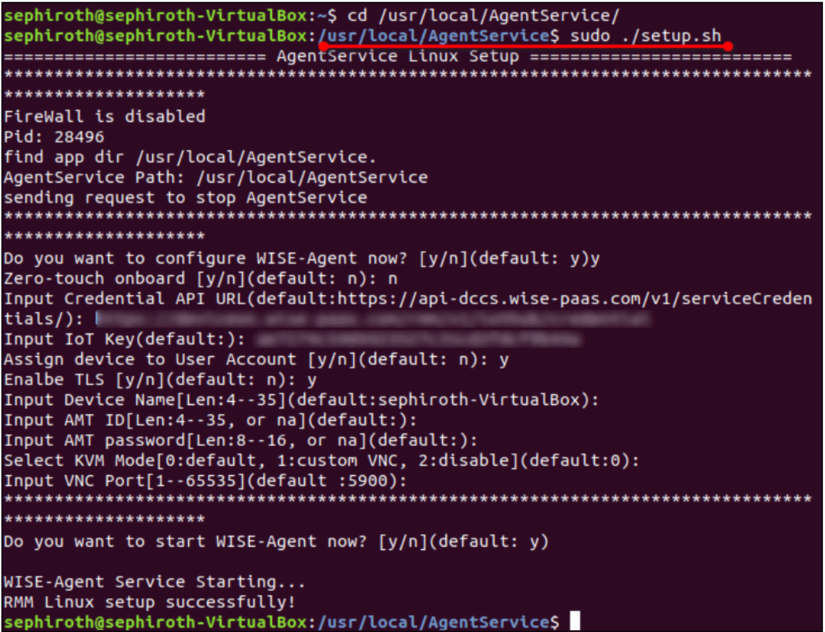 sephiroth@sephiroth-VirtualBox:~$ cd /usr/local/AgentService/
sephiroth@sephiroth-VirtualBox:/usr/local/AgentService$ sudo ./setup.sh
========================== AgentService Linux Setup ==========================
********************************************************************************
********************
FireWall is disabled
Pid: 28496
find app dir /usr/local/AgentService.
AgentService Path: /usr/local/AgentService
sending request to stop AgentService
********************************************************************************
********************
Do you want to configure WISE-Agent now? [y/n](default: y)y
Zero-touch onboard [y/n](default: n): n
Input Credential API URL(default:https://api-dccs.wise-paas.com/v1/serviceCreden
tials/):
Input IoT Key(default:):
Assign device to User Account [y/n](default: n): y
Enalbe TLS [y/n](default: n): y
Input Device Name[Len:4--35](default:sephiroth-VirtualBox):
Input AMT ID[Len:4--35, or na](default:):
Input AMT password[Len:8--16, or na](default:):
Select KVM Mode[0:default, 1:custom VNC, 2:disable](default:0):
Input VNC Port[1--65535](default :5900):
********************************************************************************
********************
Do you want to start WISE-Agent now? [y/n](default: y)
WISE-Agent Service Starting...
RMM Linux setup successfully!
sephiroth@sephiroth-VirtualBox:/usr/local/AgentService$